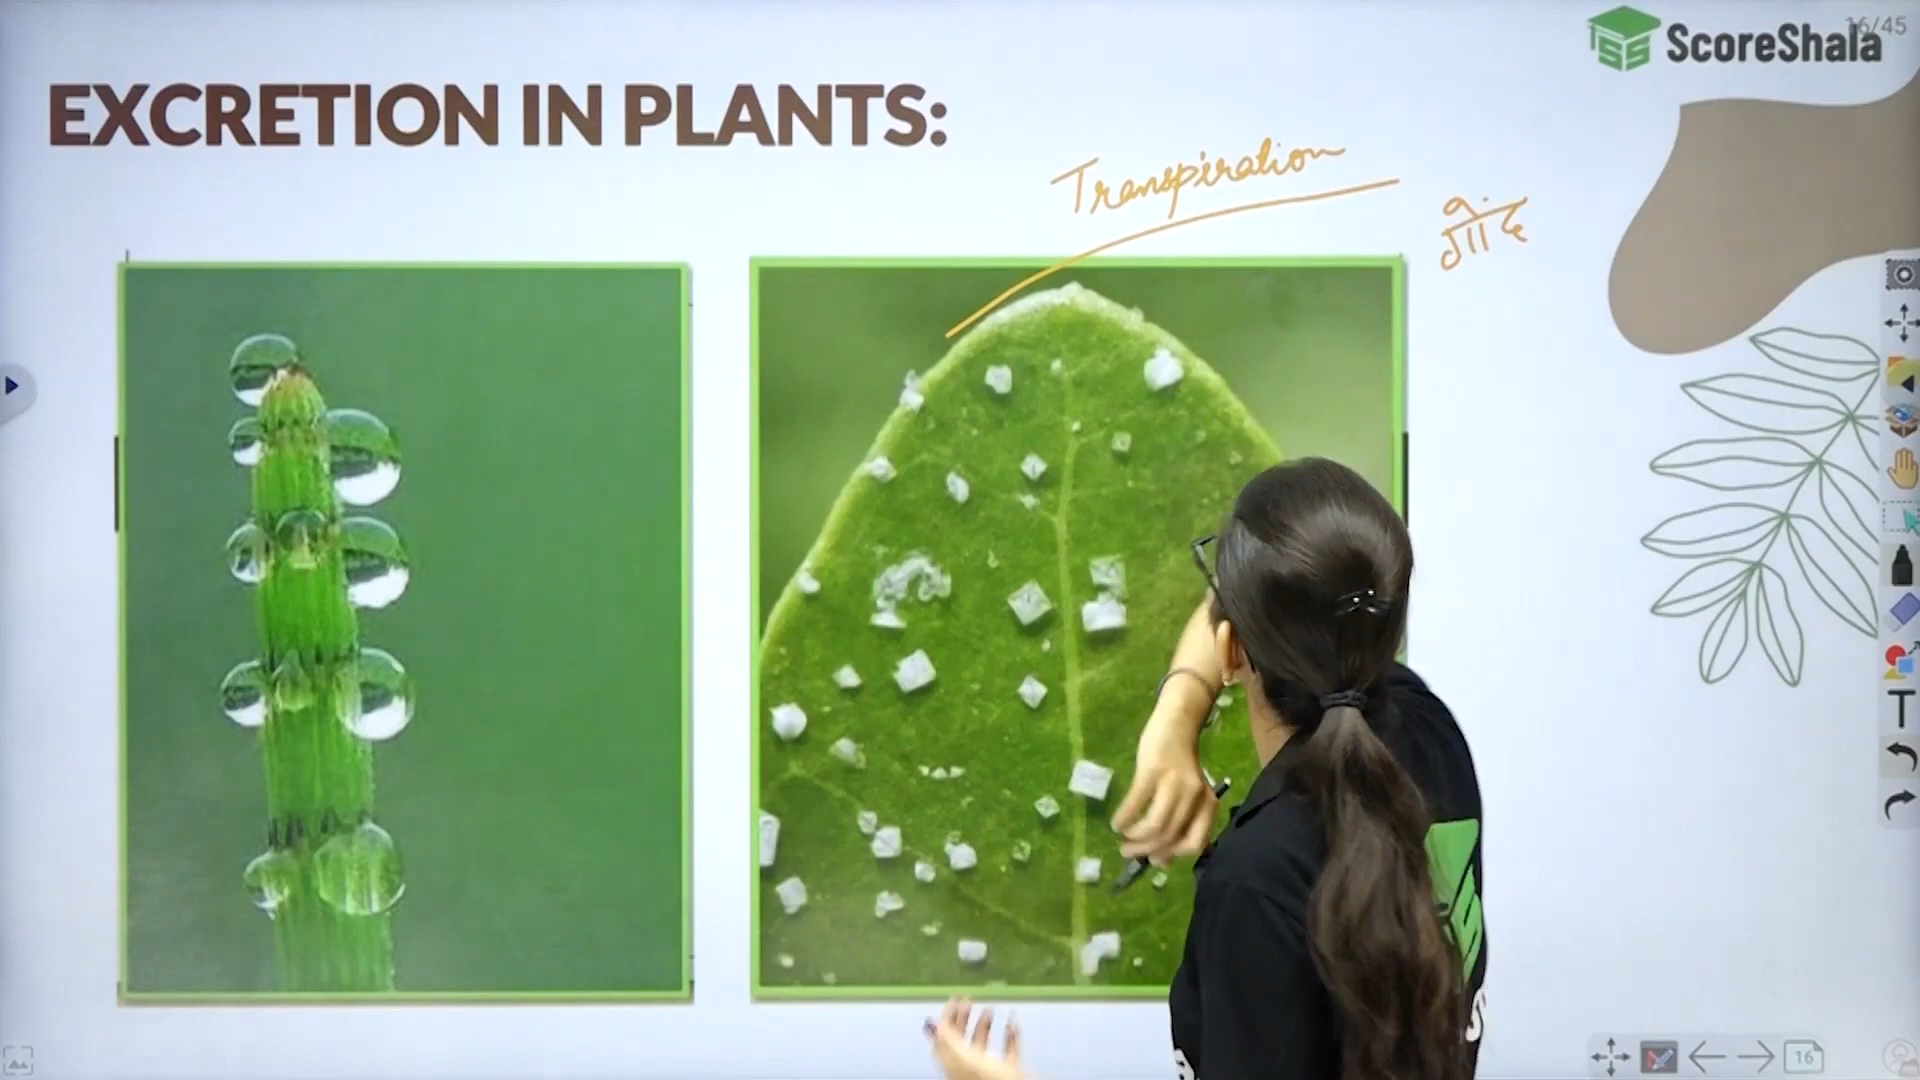 16/45
ScoreShala
EXCRETION IN PLANTS:
Transpiration
T
16